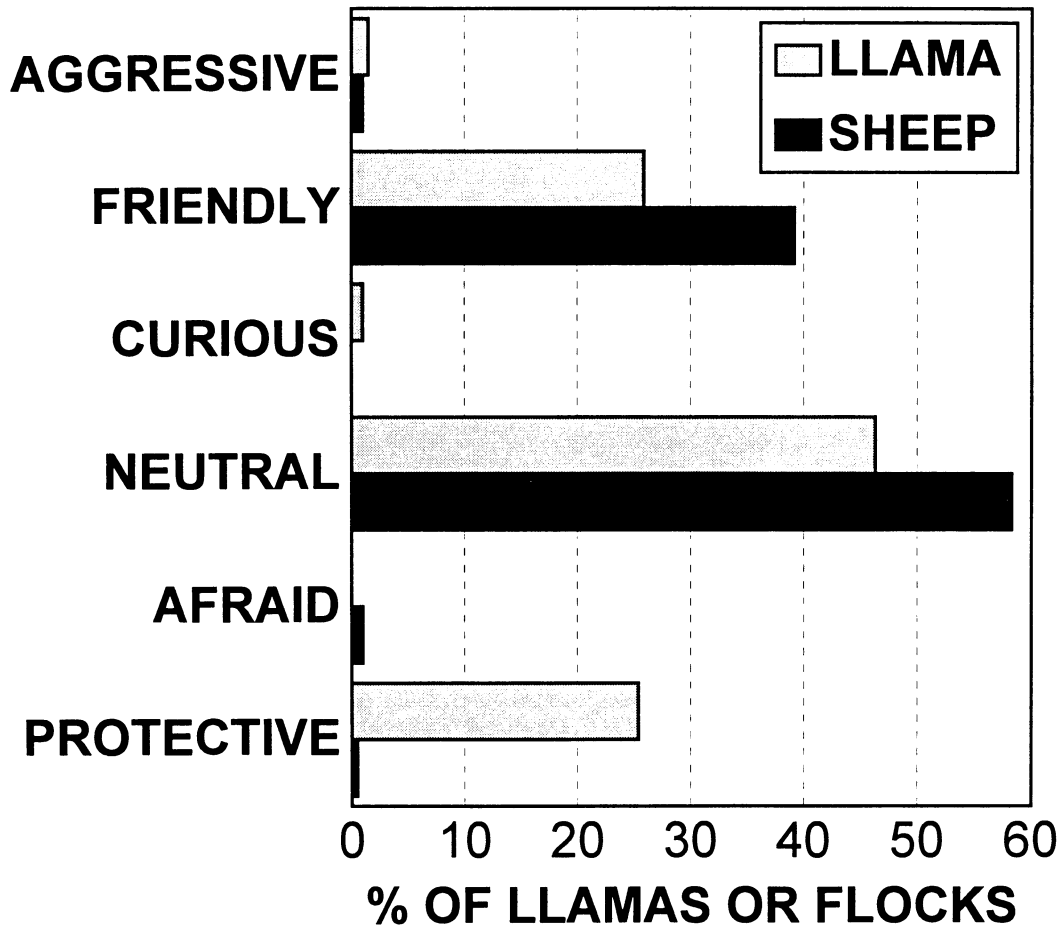 LLAMA
SHEEP
AGGRESSIVE
FRIENDLY
CURIOUS
NEUTRAL
AFRAID
PROTECTIVE
0 10 20 30 40 50 60
% OF LLAMAS OR FLOCKS